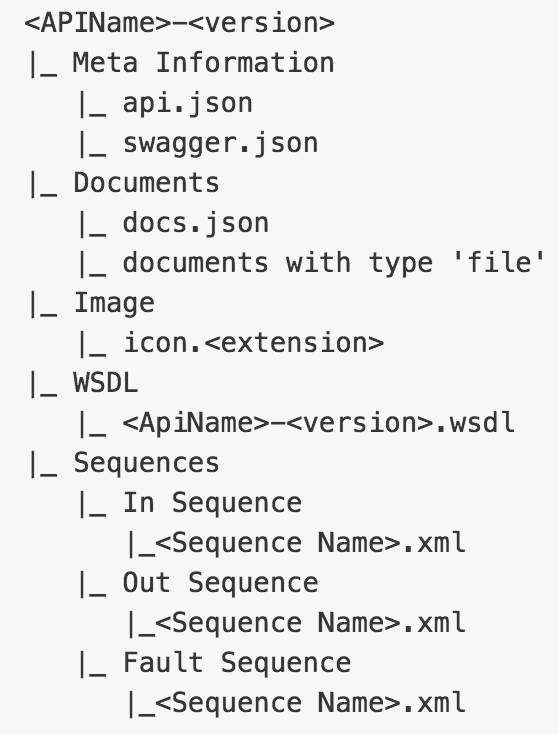 <APIName>-<version>
|_ Meta Information
   |_ api.json
   |_ swagger.json
|_ Documents
   |_ docs.json
   |_ documents with type 'file'
|_ Image
   |_ icon.<extension>
|_ WSDL
   |_ <ApiName>-<version>.wsdl
|_ Sequences
   |_ In Sequence
      |_<Sequence Name>.xml
   |_ Out Sequence
      |_<Sequence Name>.xml
   |_ Fault Sequence
      |_<Sequence Name>.xml